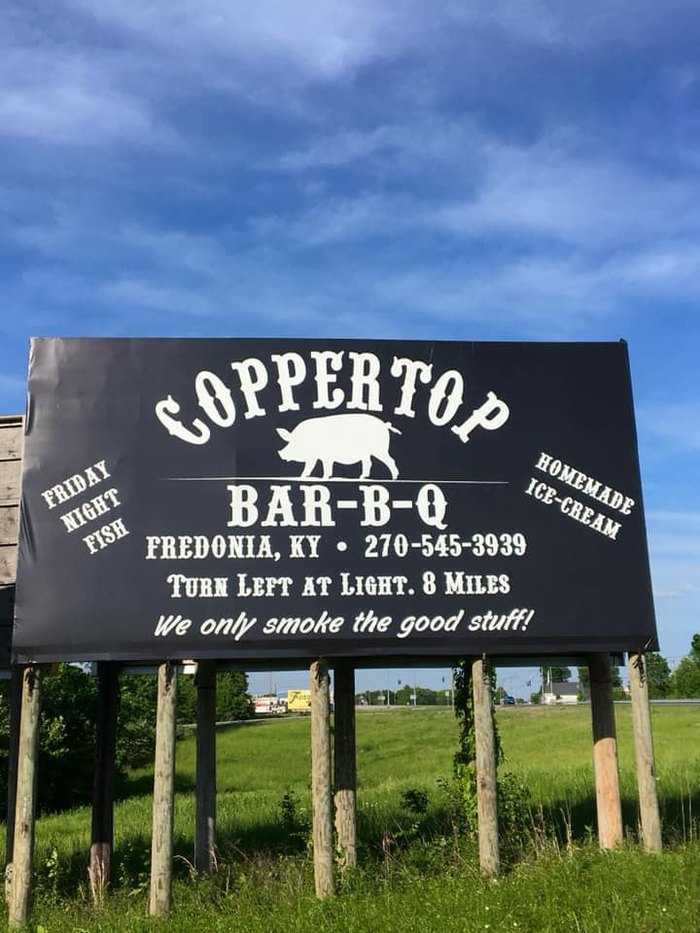 COPPERTOP
BAR-B-Q
FRIDAY
NIGHT
FISH
HOMEMADE
ICE-CREAM
FREDONIA, KY • 270-545-3939
TURN LEFT AT LIGHT. 8 MILES
We only smoke the good stuff!